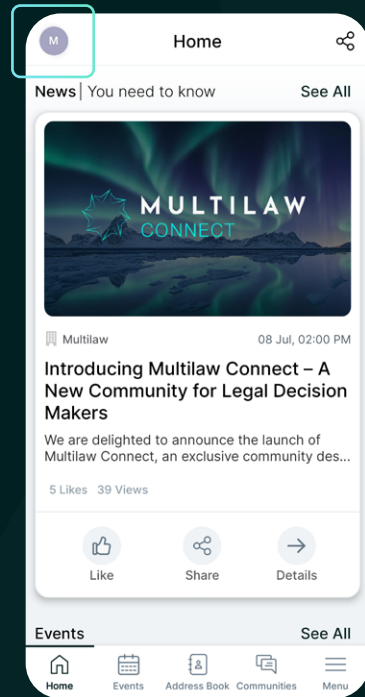 M
Home
News| You need to know
See All
MULTILAW
CONNECT
Multilaw
08 Jul, 02:00 PM
Introducing Multilaw Connect – A
New Community for Legal Decision
Makers
We are delighted to announce the launch of
Multilaw Connect, an exclusive community des...
5 Likes 39 Views
Like Share Details
Events
See All
Home Events Address Book Communities Menu